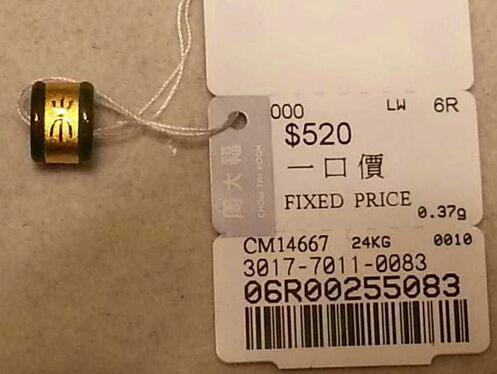 000 LW 6R
$520
一口價
FIXED PRICE
0.37g
周大福
CHOW TAI FOOK
CM14667 24KG 0010
3017-7011-0083
06R00255083